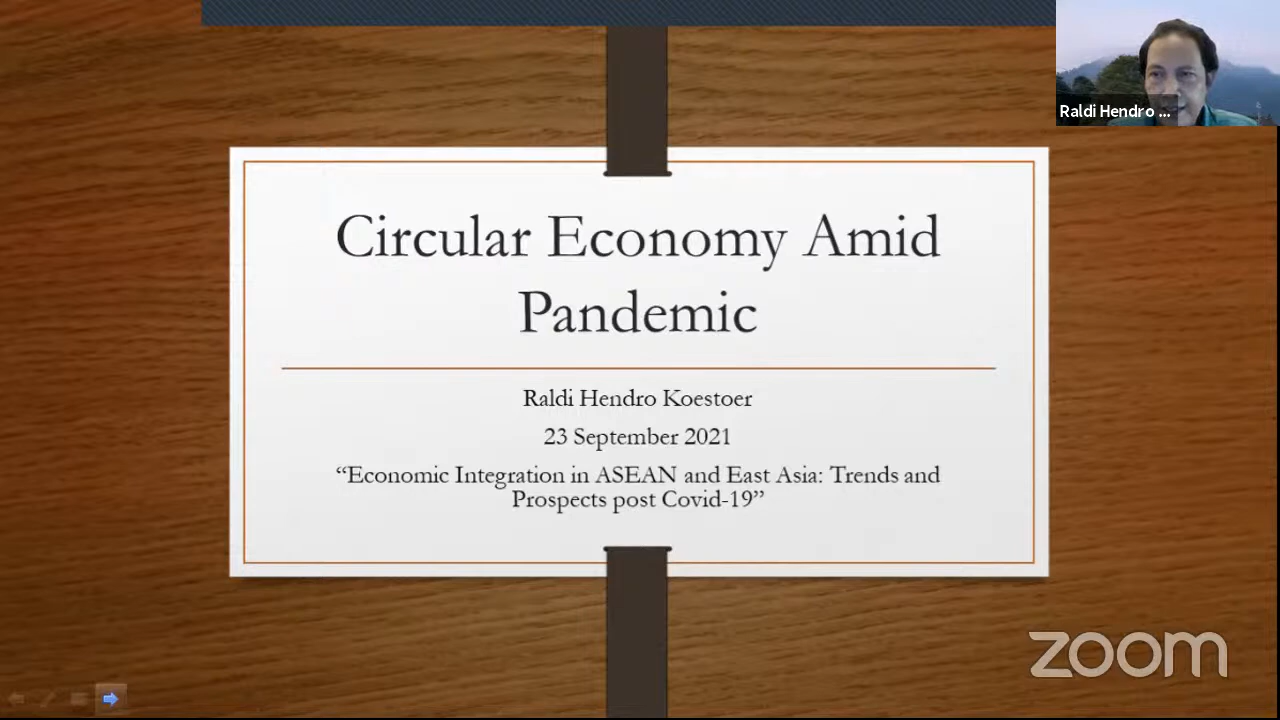 Raldi Hendro ...
Circular Economy Amid
Pandemic
Raldi Hendro Koestoer
23 September 2021
“Economic Integration in ASEAN and East Asia: Trends and
Prospects post Covid-19”
zoom